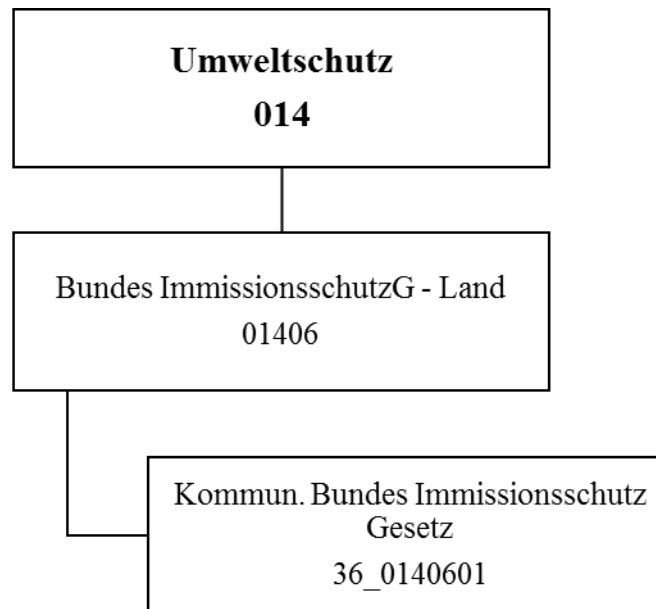 Umweltschutz
014
Bundes ImmissionsschutzG - Land
01406
Kommun. Bundes Immissionsschutz
Gesetz
36_0140601